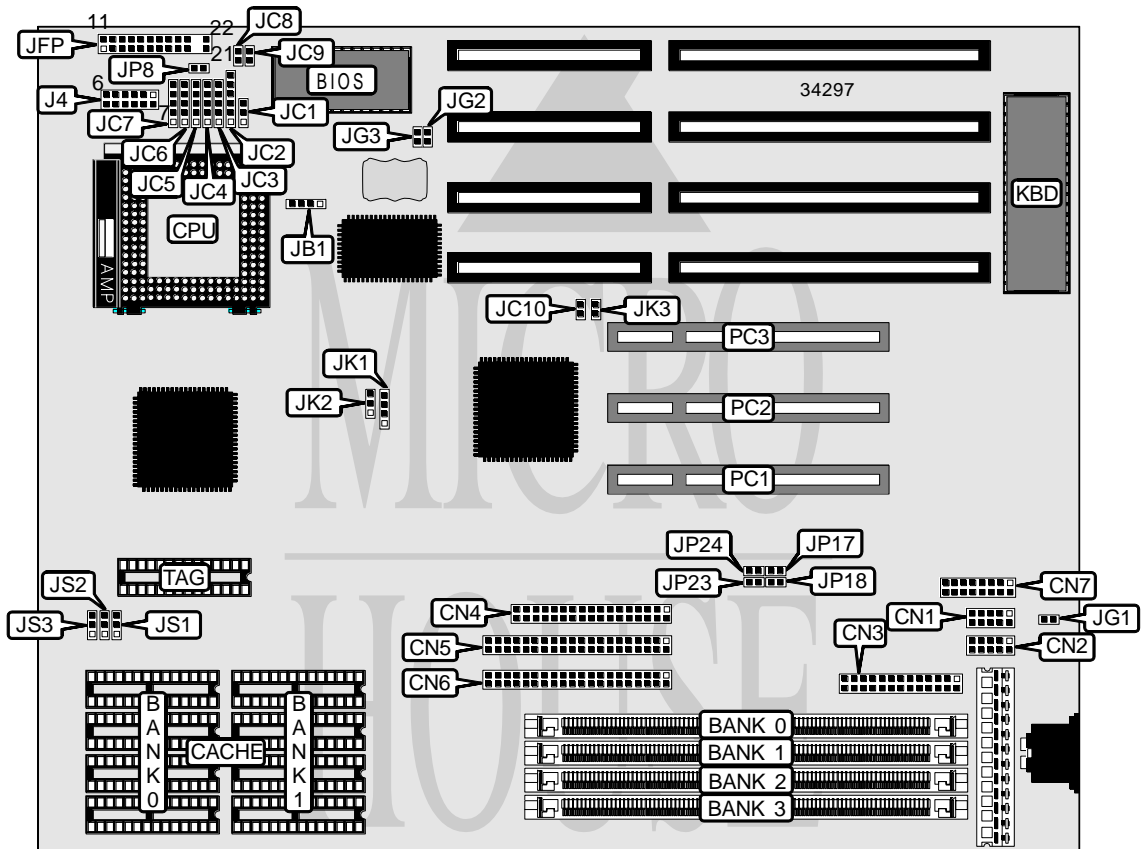 11
22
JC8
JFP
21
JC9
JP8
BIOS
34297
J4
6
7
JC7
JC1
JG2
JG3
JC6
JC2
JC5
JC3
JC4
KBD
CPU
JB1
AMP
JC10
JK3
PC3
JK1
JK2
PC2
PC1
MICRO
HOUSE
JP24
JP17
JP23
JP18
TAG
JS2
JS3
JS1
CN7
CN4
CN1
JG1
CN5
CN3
CN2
CN6
BANK 0
BANK 1
CACHE
BANK 0
BANK 1
BANK 2
BANK 3